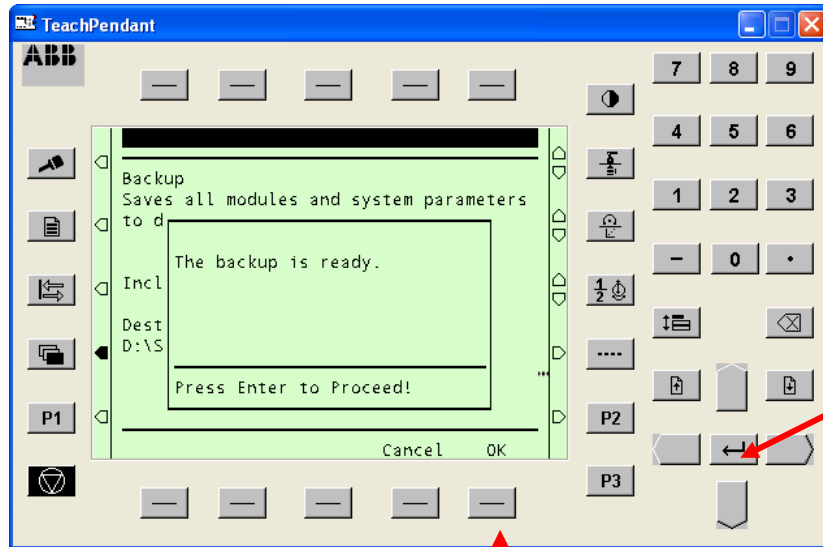 TeachPendant
ABB
7 8 9
4 5 6
Backup
Saves all modules and system parameters
to d
1 2 3
The backup is ready.
- 0 .
Incl
1
2
Dest
D:\S
Press Enter to Proceed!
P1
P2
Cancel OK
P3